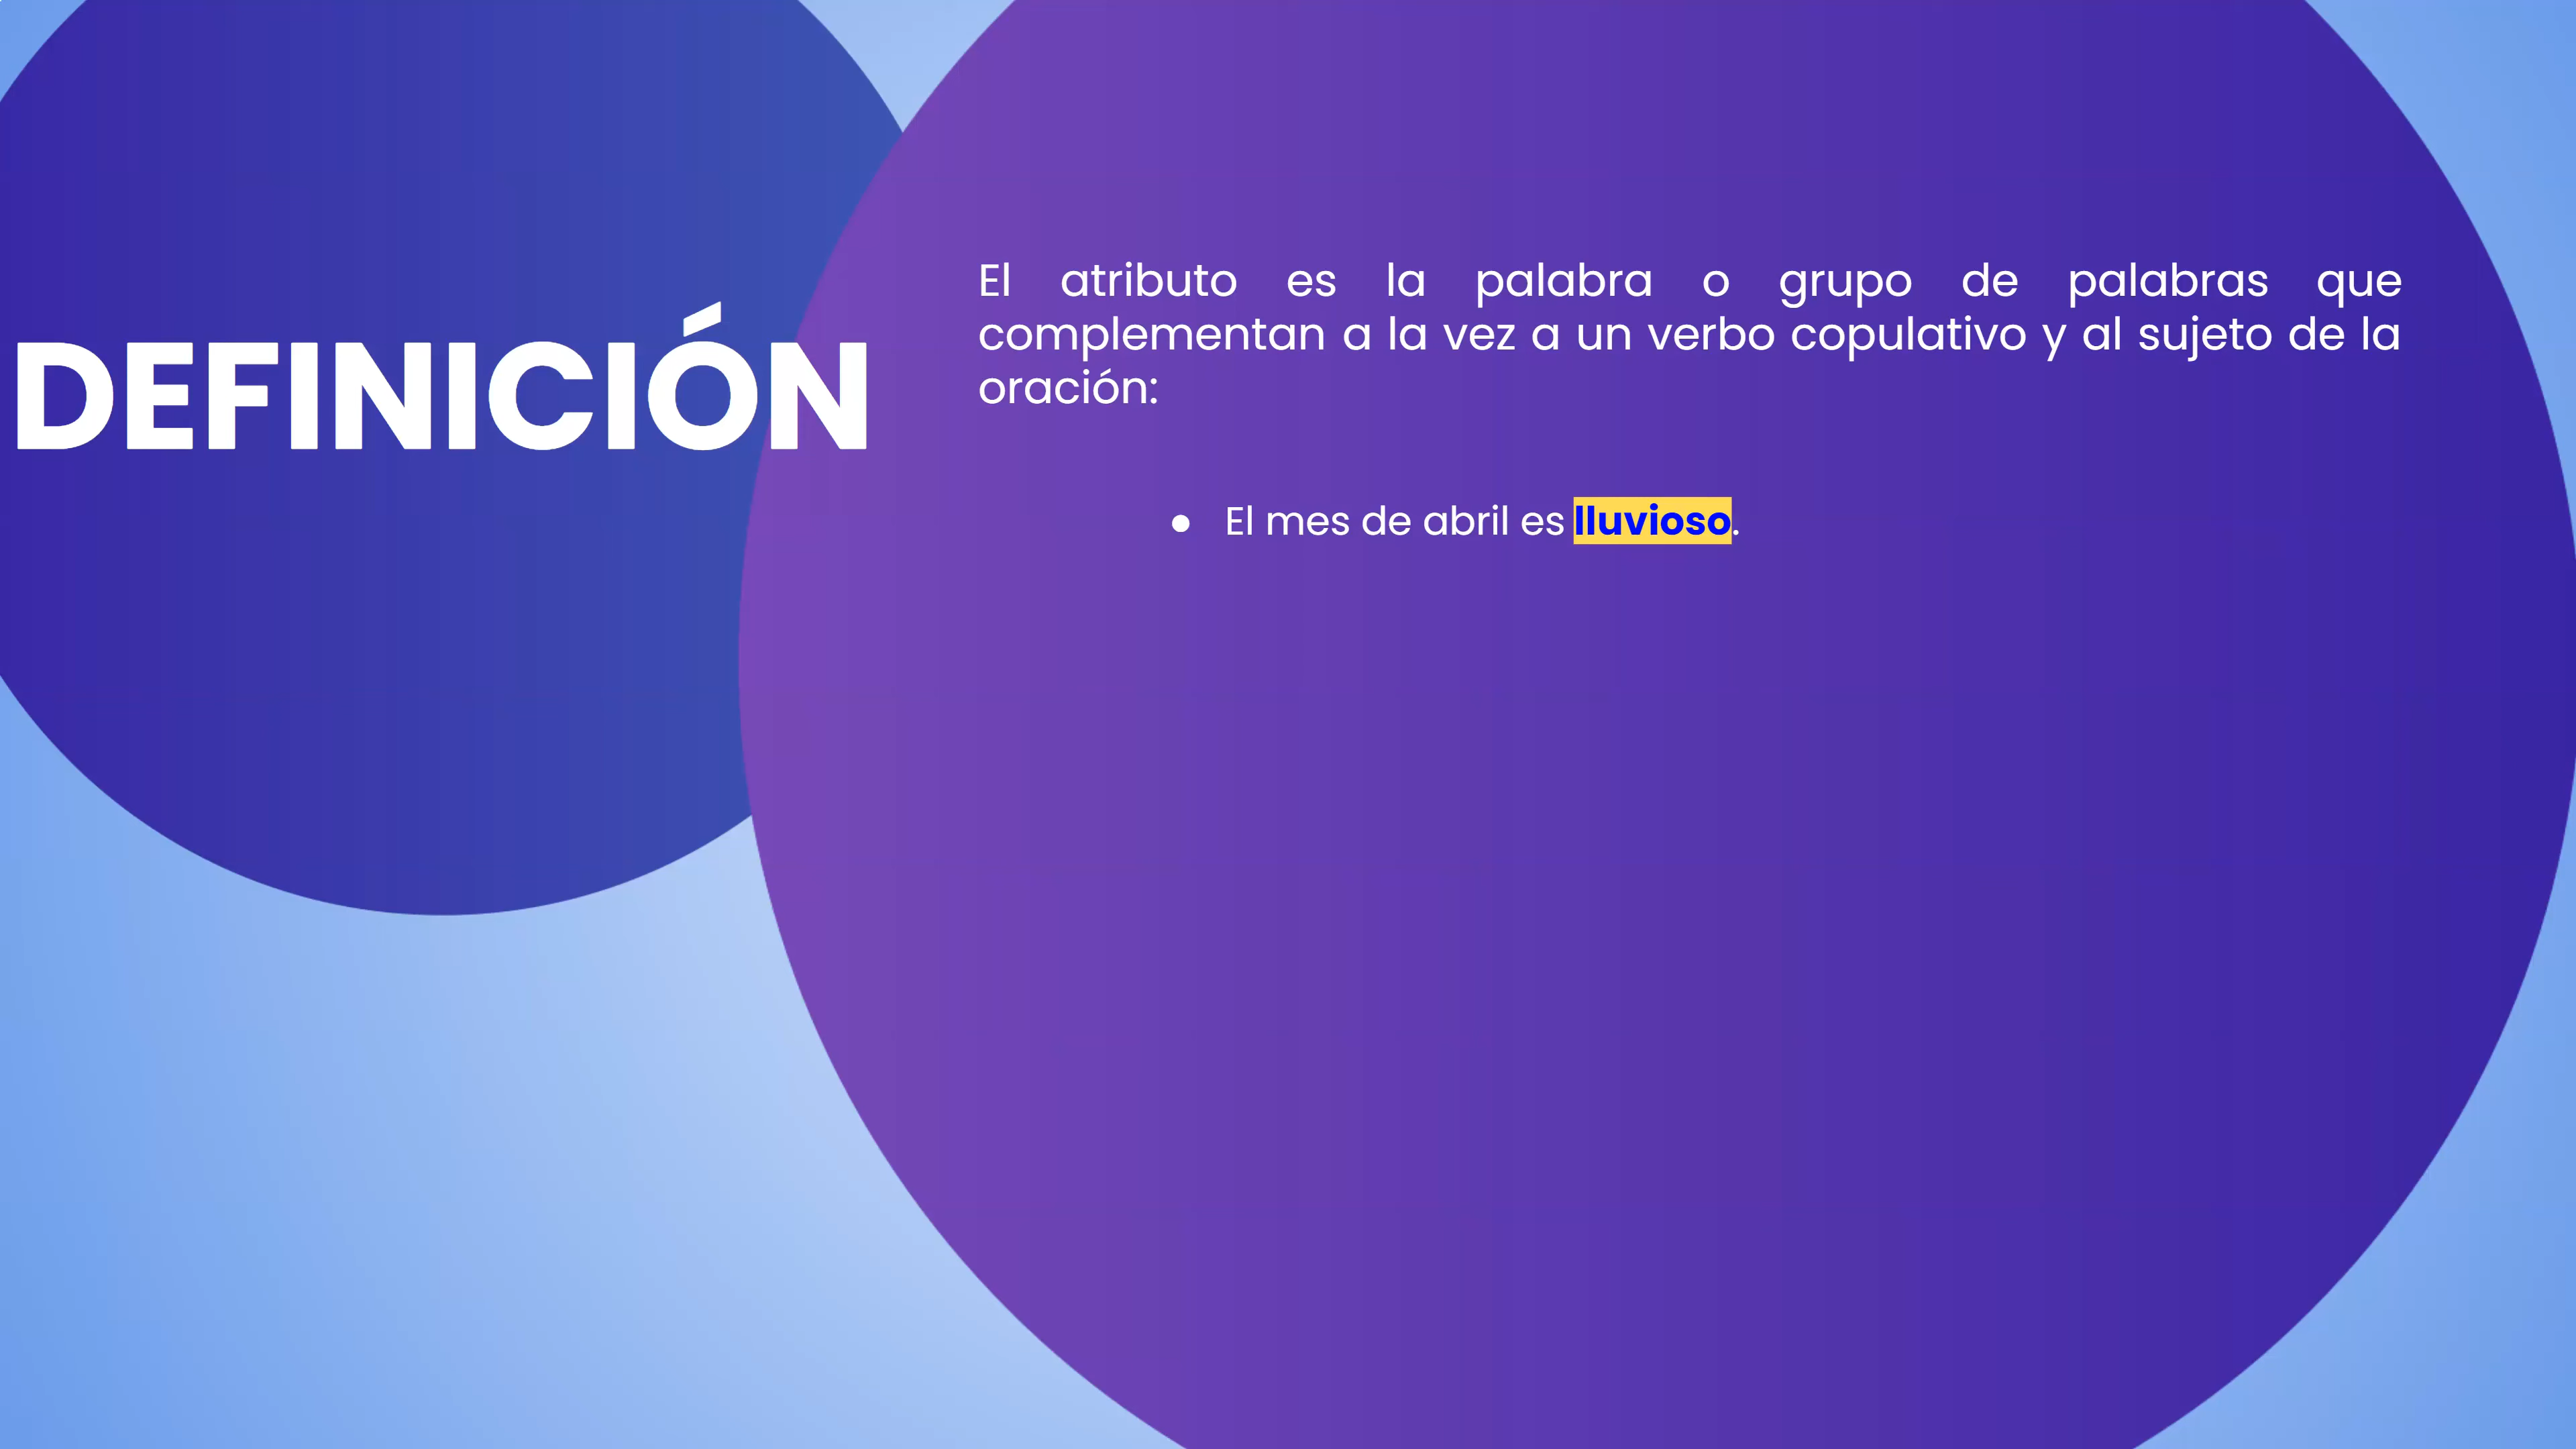 DEFINICIÓN
El atributo es la palabra o grupo de palabras que
complementan a la vez a un verbo copulativo y al sujeto de la
oración:
● El mes de abril es lluvioso.